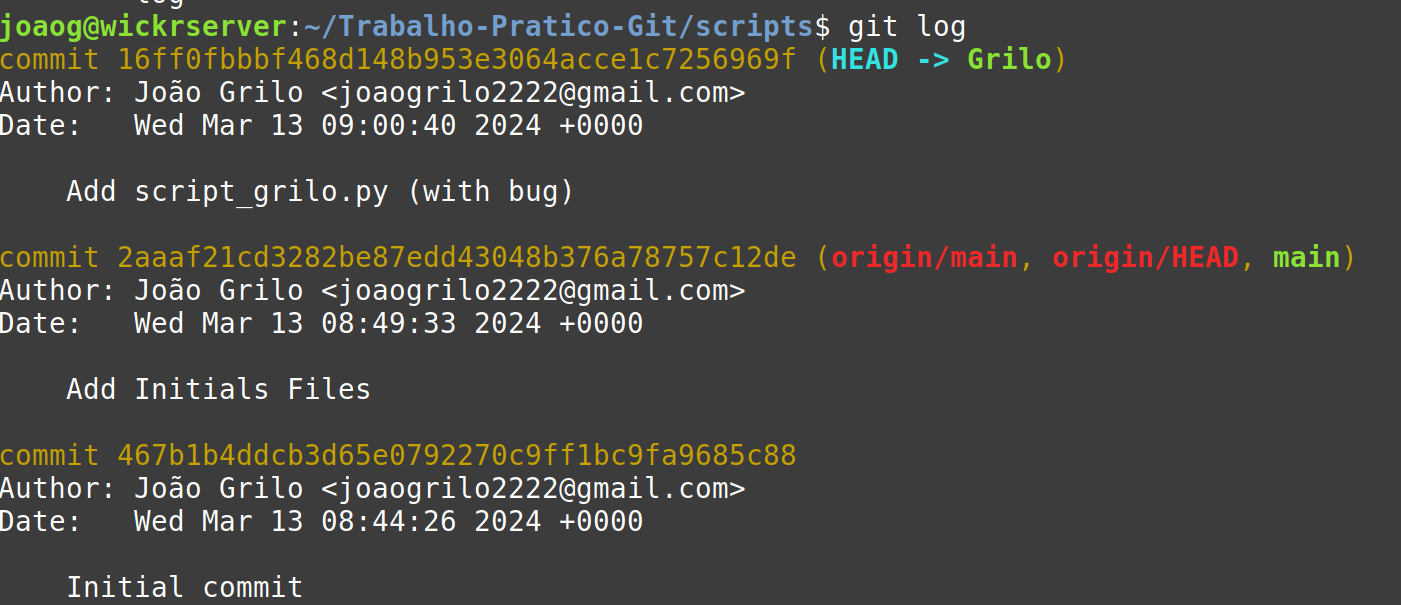 log
joaog@wickrserver:~/Trabalho-Pratico-Git/scripts$ git log
commit 16ff0fbbbf468d148b953e3064acce1c7256969f (HEAD -> Grilo)
Author: João Grilo <joaogrilo2222@gmail.com>
Date:   Wed Mar 13 09:00:40 2024 +0000
Add script_grilo.py (with bug)
commit 2aaaf21cd3282be87edd43048b376a78757c12de (origin/main, origin/HEAD, main)
Author: João Grilo <joaogrilo2222@gmail.com>
Date:   Wed Mar 13 08:49:33 2024 +0000
Add Initials Files
commit 467b1b4ddcb3d65e0792270c9ff1bc9fa9685c88
Author: João Grilo <joaogrilo2222@gmail.com>
Date:   Wed Mar 13 08:44:26 2024 +0000
Initial commit